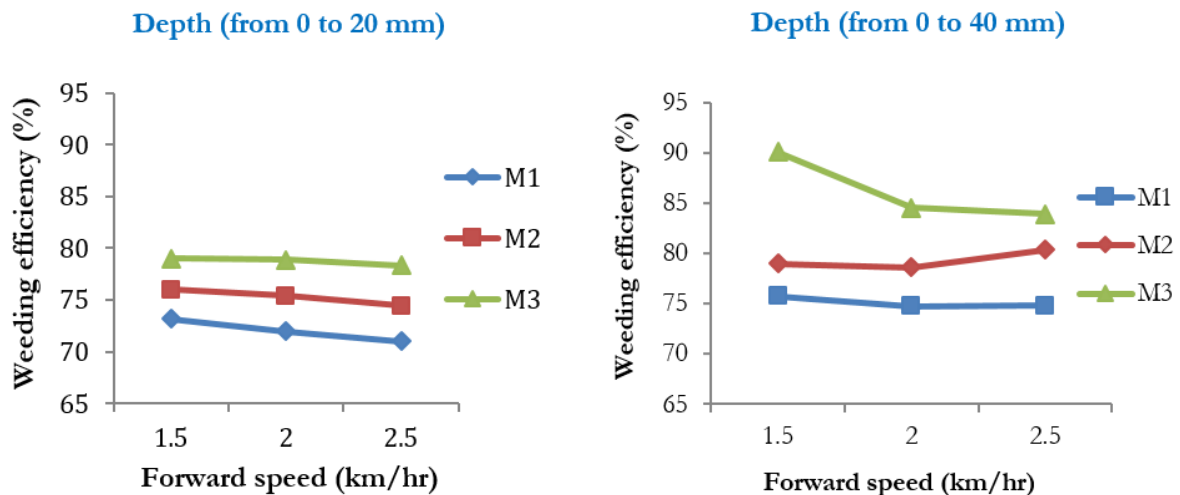 Depth (from 0 to 20 mm)
Weeding efficiency (%)
95
90
85
80
75
70
65
1.5 2 2.5
Forward speed (km/hr)
M1
M2
M3
Depth (from 0 to 40 mm)
Weeding efficiency (%)
95
90
85
80
75
70
65
1.5 2 2.5
Forward speed (km/hr)
M1
M2
M3